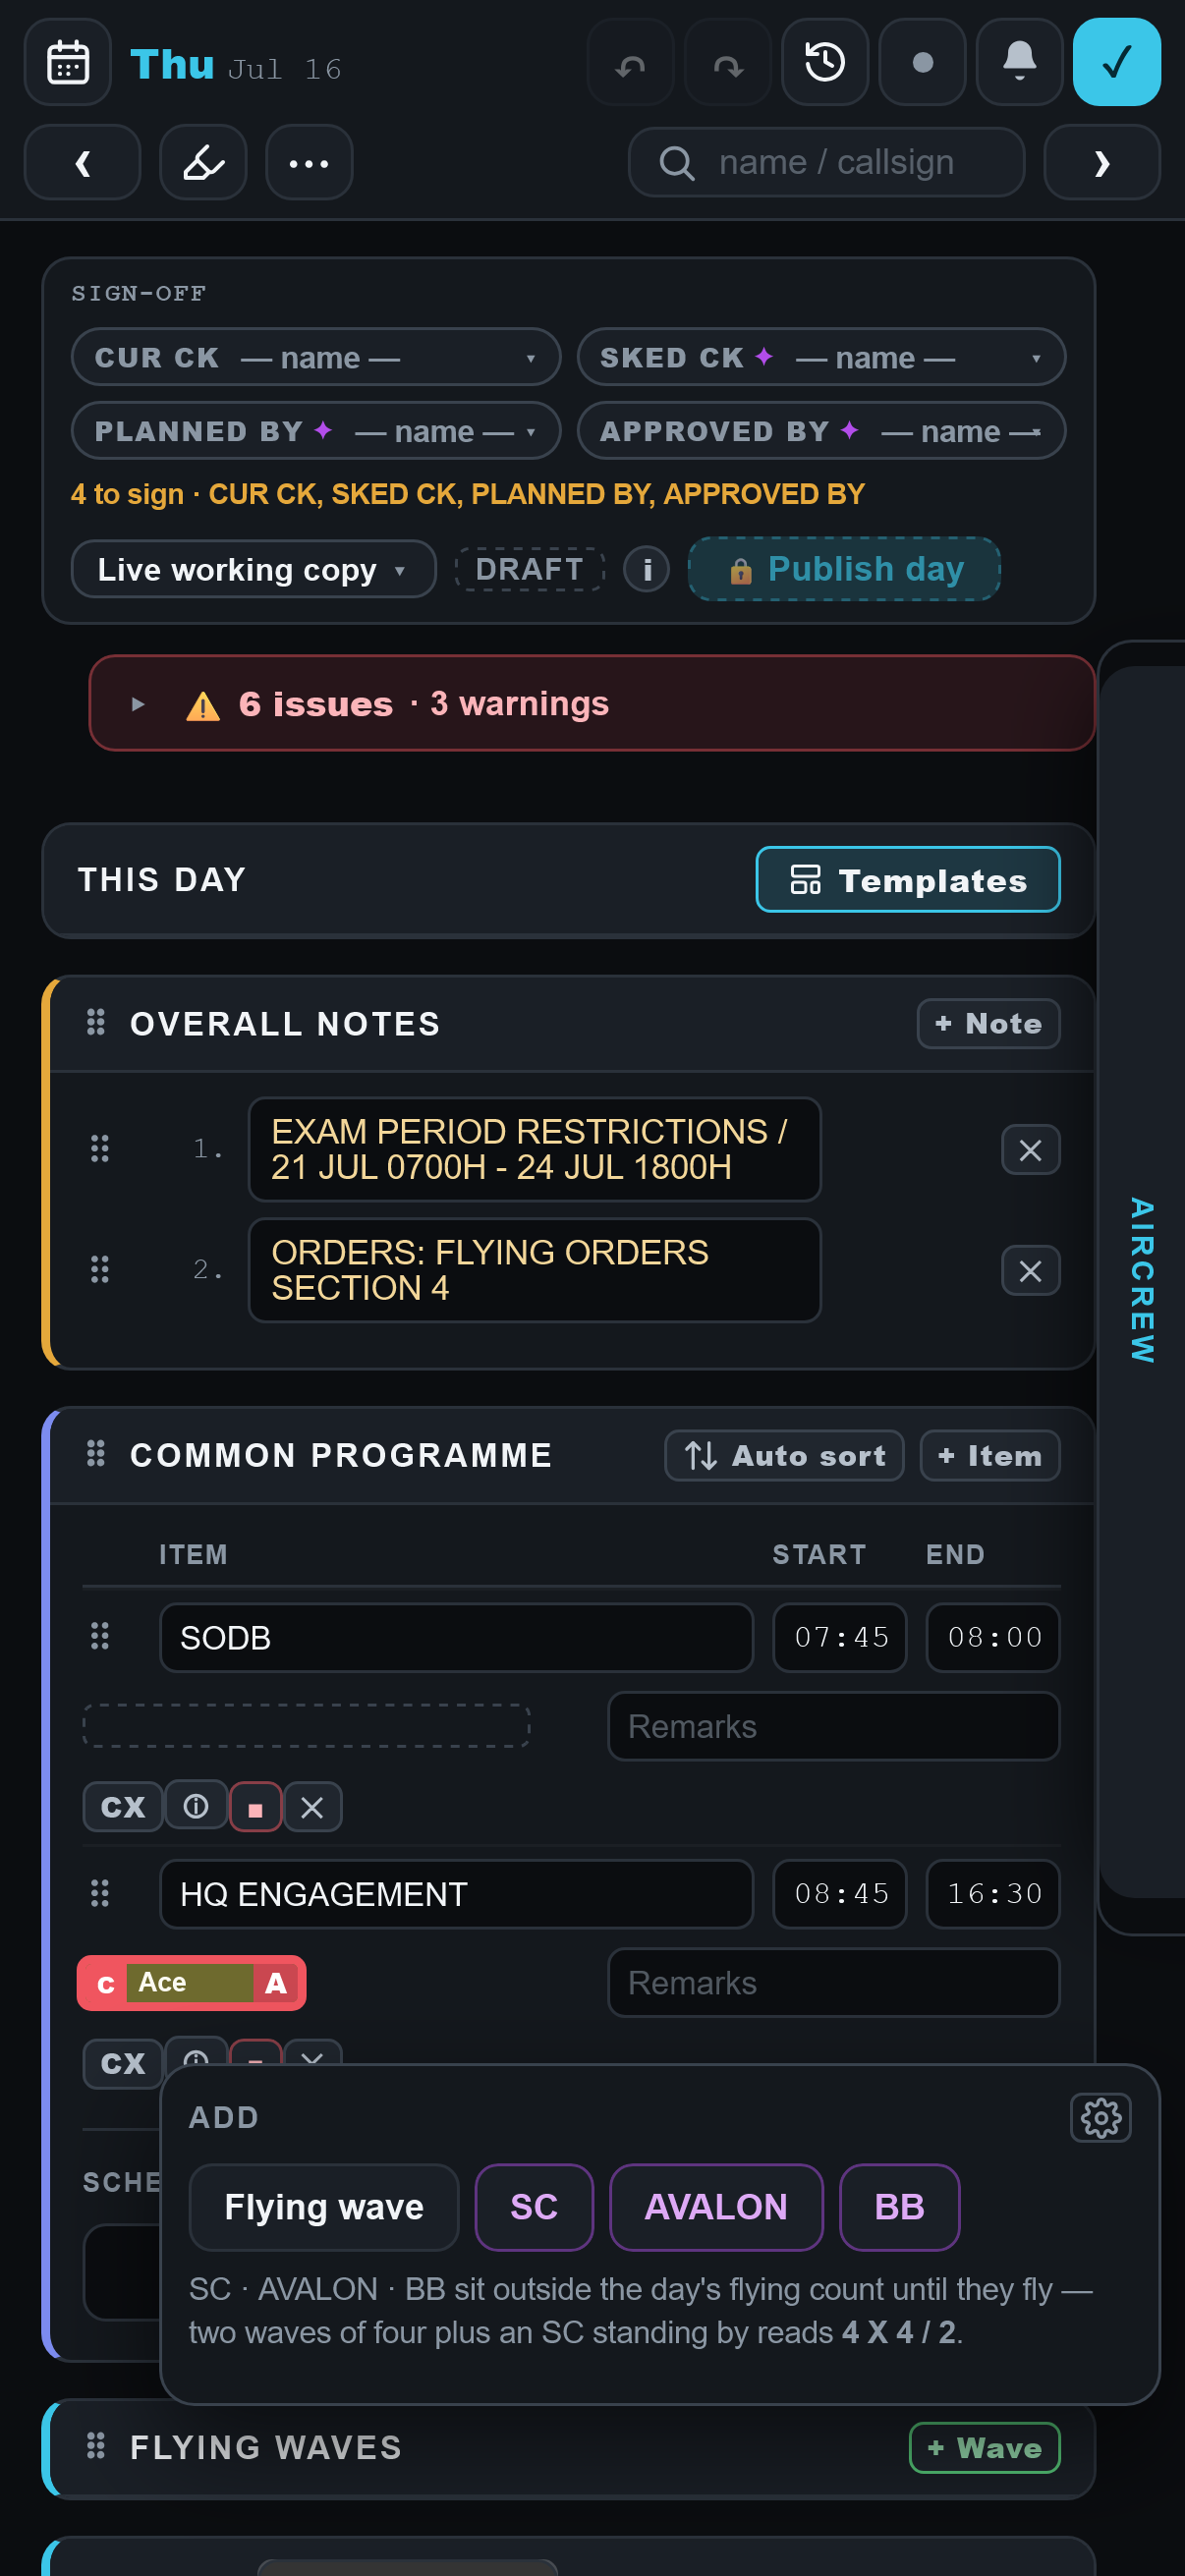 Thu Jul 16
name / callsign
SIGN-OFF
CUR CK — name —
SKED CK — name —
PLANNED BY — name —
APPROVED BY — name —
4 to sign · CUR CK, SKED CK, PLANNED BY, APPROVED BY
Live working copy
DRAFT
i
Publish day
6 issues · 3 warnings
THIS DAY
Templates
AIRCREW
OVERALL NOTES
+ Note
1. EXAM PERIOD RESTRICTIONS /
21 JUL 0700H - 24 JUL 1800H
2. ORDERS: FLYING ORDERS
SECTION 4
COMMON PROGRAMME
Auto sort
+ Item
ITEM START END
SODB 07:45 08:00
Remarks
CX
HQ ENGAGEMENT 08:45 16:30
c Ace A
Remarks
CX
ADD
SCHE
Flying wave SC AVALON BB
SC · AVALON · BB sit outside the day's flying count until they fly —
two waves of four plus an SC standing by reads 4 X 4 / 2.
FLYING WAVES
+ Wave